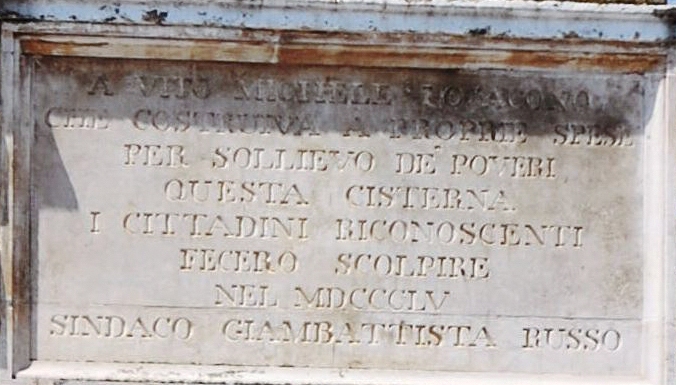 A VITO MICHELE LOIACONO
CHE COSTRUIVA A PROPRIE SPESE
PER SOLLIEVO DE' POVERI
QUESTA CISTERNA
I CITTADINI RICONOSCENTI
FECERO SCOLPIRE
NEL MDCCCLV
SINDACO GIAMBATTISTA RUSSO